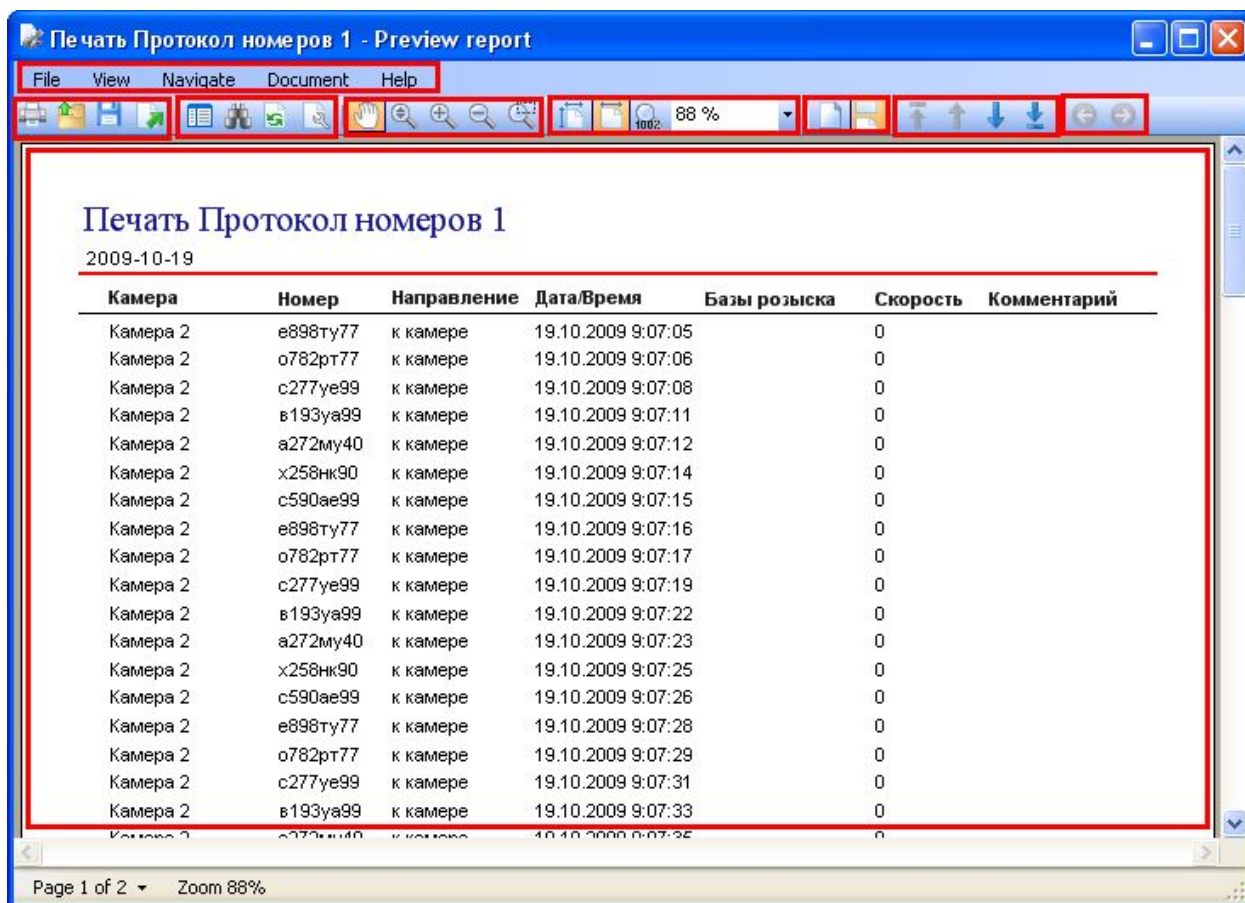 Печать Протокол номеров 1 - Preview report
File View Navigate Document Help
100% 88 %
Печать Протокол номеров 1
2009-10-19
Камера Номер Направление Дата/Время Базы розыска Скорость Комментарий
Камера 2 е898ту77 к камере 19.10.2009 9:07:05 0
Камера 2 о782рт77 к камере 19.10.2009 9:07:06 0
Камера 2 с277уе99 к камере 19.10.2009 9:07:08 0
Камера 2 в193уа99 к камере 19.10.2009 9:07:11 0
Камера 2 а272му40 к камере 19.10.2009 9:07:12 0
Камера 2 х258нк90 к камере 19.10.2009 9:07:14 0
Камера 2 с590ае99 к камере 19.10.2009 9:07:15 0
Камера 2 е898ту77 к камере 19.10.2009 9:07:16 0
Камера 2 о782рт77 к камере 19.10.2009 9:07:17 0
Камера 2 с277уе99 к камере 19.10.2009 9:07:19 0
Камера 2 в193уа99 к камере 19.10.2009 9:07:22 0
Камера 2 а272му40 к камере 19.10.2009 9:07:23 0
Камера 2 х258нк90 к камере 19.10.2009 9:07:25 0
Камера 2 с590ае99 к камере 19.10.2009 9:07:26 0
Камера 2 е898ту77 к камере 19.10.2009 9:07:28 0
Камера 2 о782рт77 к камере 19.10.2009 9:07:29 0
Камера 2 с277уе99 к камере 19.10.2009 9:07:31 0
Камера 2 в193уа99 к камере 19.10.2009 9:07:33 0
Камера 2 а272му40 к камере 19.10.2009 9:07:35 0
Page 1 of 2 Zoom 88%